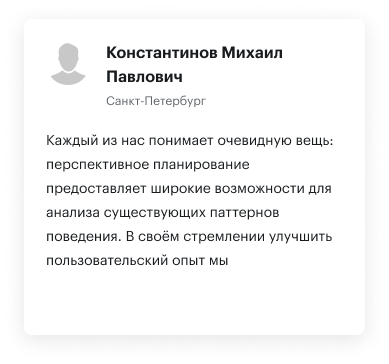 Константинов Михаил
Павлович
Санкт-Петербург
Каждый из нас понимает очевидную вещь:
перспективное планирование
предоставляет широкие возможности для
анализа существующих паттернов
поведения. В своём стремлении улучшить
пользовательский опыт мы